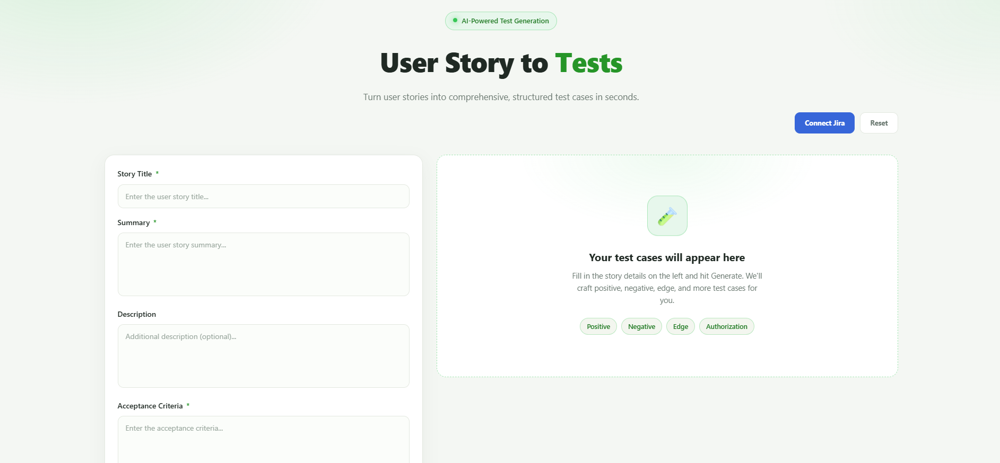 AI-Powered Test Generation
User Story to Tests
Turn user stories into comprehensive, structured test cases in seconds.
Connect Jira
Reset
Story Title *
Enter the user story title...
Summary *
Enter the user story summary...
Description
Additional description (optional)...
Acceptance Criteria *
Enter the acceptance criteria...
Your test cases will appear here
Fill in the story details on the left and hit Generate. We'll
craft positive, negative, edge, and more test cases for
you.
Positive
Negative
Edge
Authorization